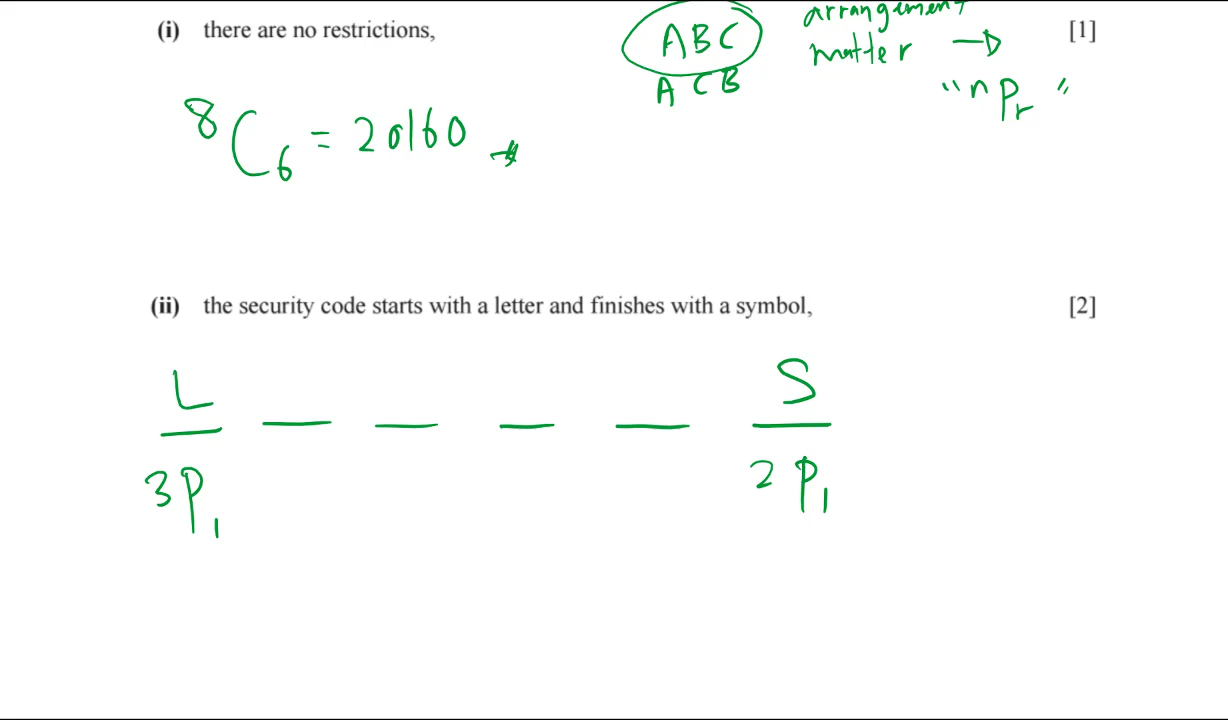 (i) there are no restrictions, [1]
ABC
ACB
arrangement
matter →
"nPr"
⁸C₆ = 20160
(ii) the security code starts with a letter and finishes with a symbol, [2]
L _ _ _ _ S
3P₁ 2P₁